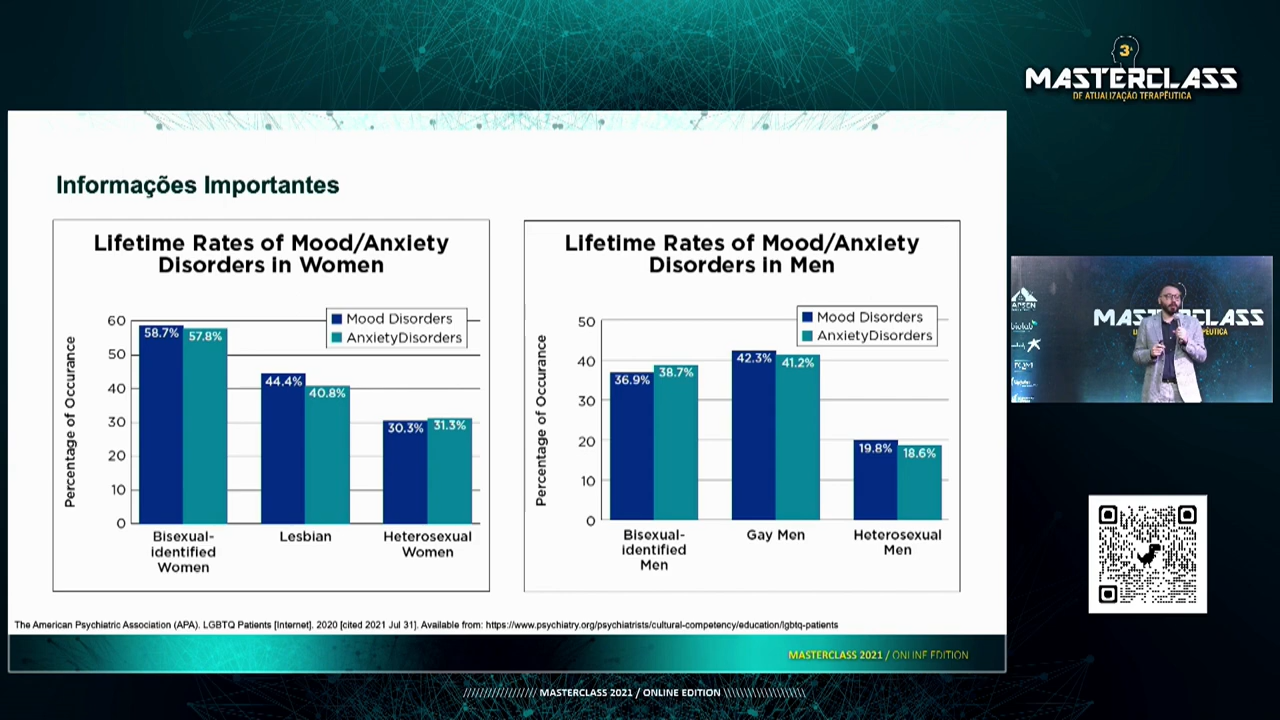 3ª
MASTERCLASS
DE ATUALIZAÇÃO TERAPÊUTICA
Informações Importantes
Lifetime Rates of Mood/Anxiety
Disorders in Women
Mood Disorders
AnxietyDisorders
Percentage of Occurance
60
50
40
30
20
10
0
58.7%
57.8%
44.4%
40.8%
30.3%
31.3%
Bisexual-
identified
Women
Lesbian
Heterosexual
Women
Lifetime Rates of Mood/Anxiety
Disorders in Men
Mood Disorders
AnxietyDisorders
Percentage of Occurance
50
40
30
20
10
0
36.9%
38.7%
42.3%
41.2%
19.8%
18.6%
Bisexual-
identified
Men
Gay Men
Heterosexual
Men
The American Psychiatric Association (APA). LGBTQ Patients [Internet]. 2020 [cited 2021 Jul 31]. Available from: https://www.psychiatry.org/psychiatrists/cultural-competency/education/lgbtq-patients
MASTERCLASS 2021 / ONLINE EDITION
APSEN
biolab
MASTERCLASS
/////////////////// MASTERCLASS 2021 / ONLINE EDITION \\\\\\\\\\\\\\\\\\\